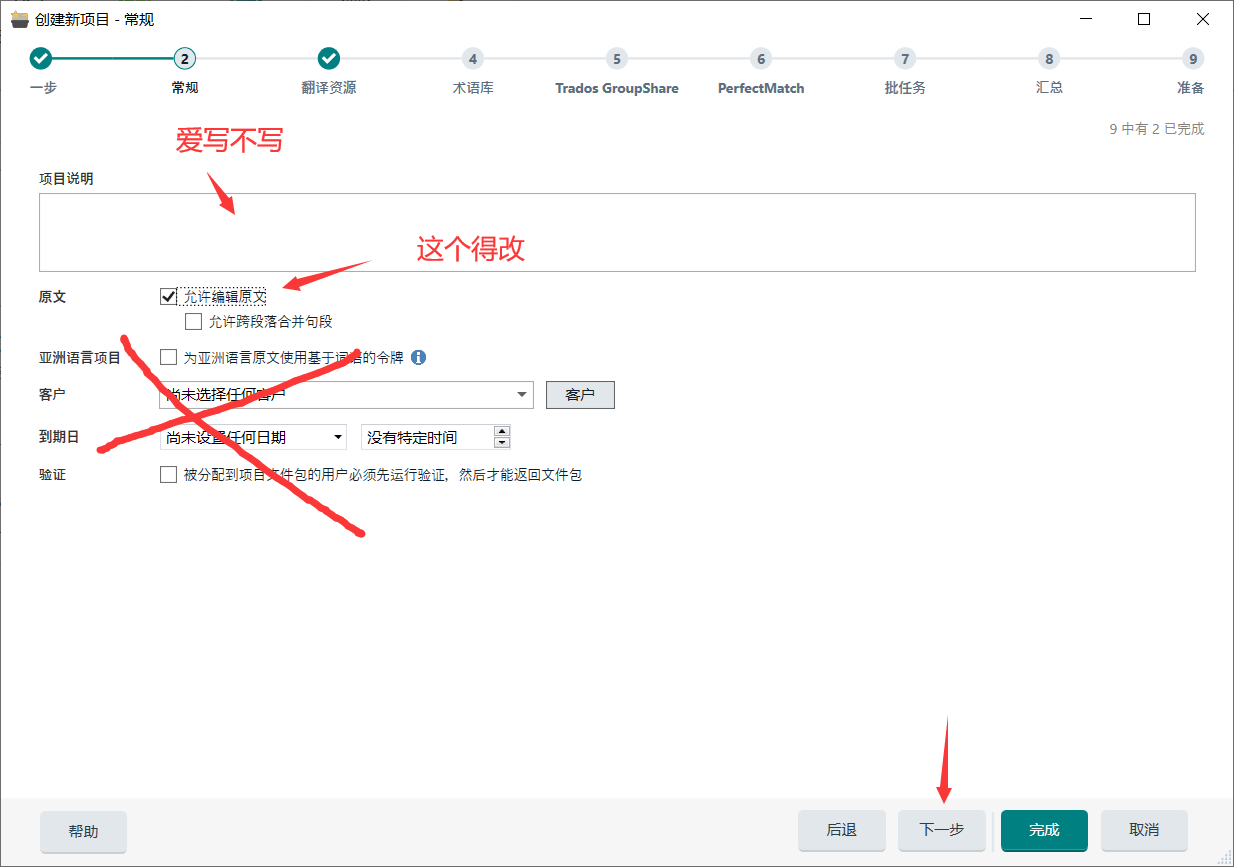 创建新项目 - 常规
2 4 5 6 7 8 9
一步 常规 翻译资源 术语库 Trados GroupShare PerfectMatch 批任务 汇总 准备
9 中有 2 已完成
爱写不写
项目说明
这个得改
原文 允许编辑原文
允许跨段落合并句段
亚洲语言项目 为亚洲语言原文使用基于词语的令牌
客户 尚未选择任何客户 客户
到期日 尚未设置任何日期 没有特定时间
验证 被分配到项目文件包的用户必须先运行验证，然后才能返回文件包
帮助 后退 下一步 完成 取消